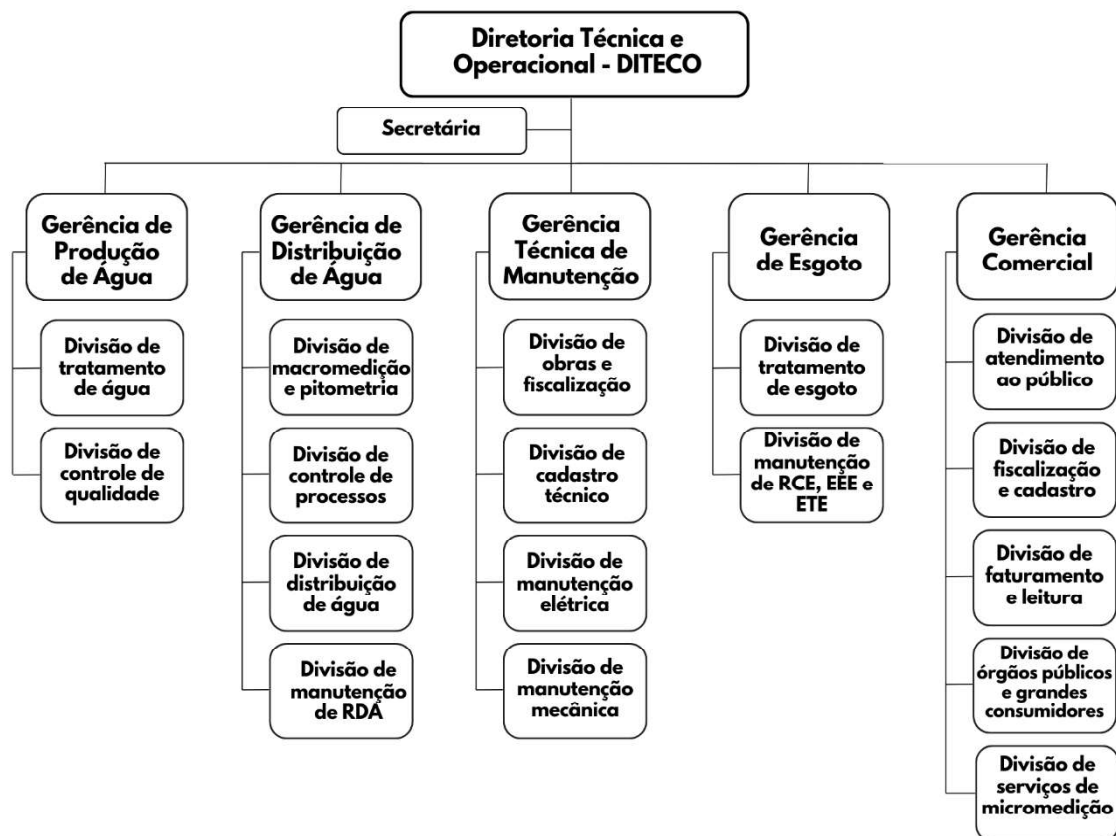 Diretoria Técnica e
Operacional - DITECO
Secretária
Gerência de
Produção
de Água
Divisão de
tratamento
de água
Divisão de
controle de
qualidade
Gerência de
Distribuição
de Água
Divisão de
macromedição
e pitometria
Divisão de
controle de
processos
Divisão de
distribuição
de água
Divisão de
manutenção
de RDA
Gerência
Técnica de
Manutenção
Divisão de
obras e
fiscalização
Divisão de
cadastro
técnico
Divisão de
manutenção
elétrica
Divisão de
manutenção
mecânica
Gerência
de Esgoto
Divisão de
tratamento
de esgoto
Divisão de
manutenção
de RCE, EEE e
ETE
Gerência
Comercial
Divisão de
atendimento
ao público
Divisão de
fiscalização
e cadastro
Divisão de
faturamento
e leitura
Divisão de
órgãos públicos
e grandes
consumidores
Divisão de
serviços de
micromedição